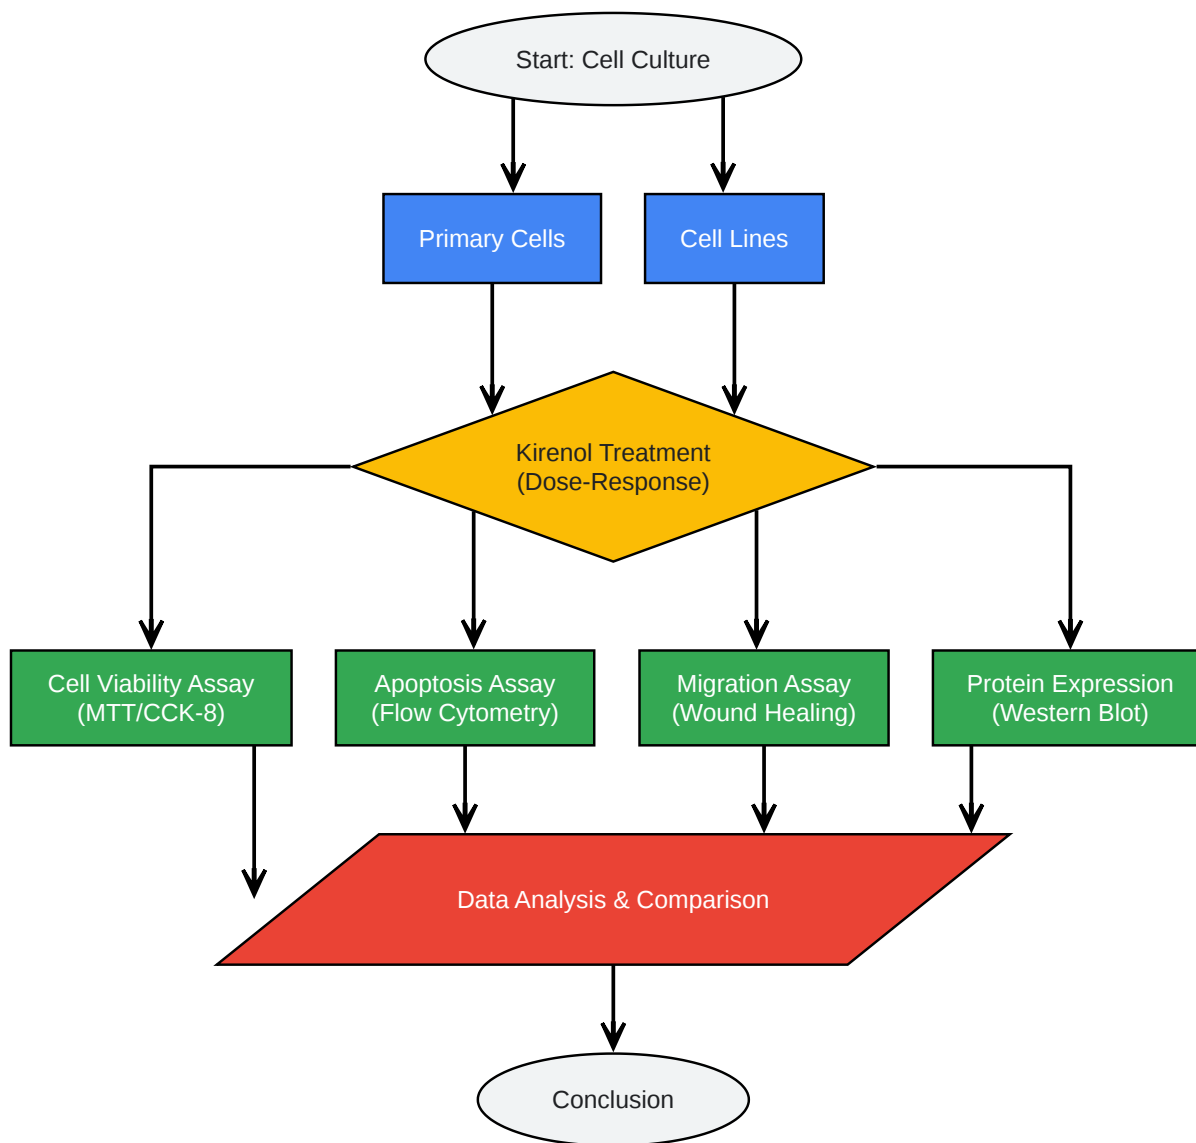 Start: Cell Culture
Primary Cells
Cell Lines
Kirenol Treatment
(Dose-Response)
Cell Viability Assay
(MTT/CCK-8)
Apoptosis Assay
(Flow Cytometry)
Migration Assay
(Wound Healing)
Protein Expression
(Western Blot)
Data Analysis & Comparison
Conclusion